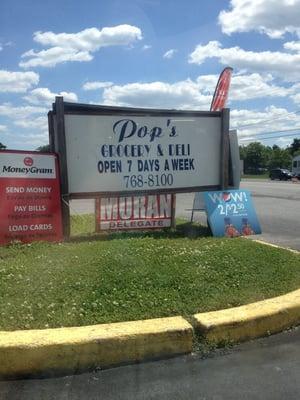 Pop's
GROCERY & DELI
OPEN 7 DAYS A WEEK
768-8100
MoneyGram
SEND MONEY
PAY BILLS
LOAD CARDS
MURAN
DELEGATE
WOW!
2/$2.50